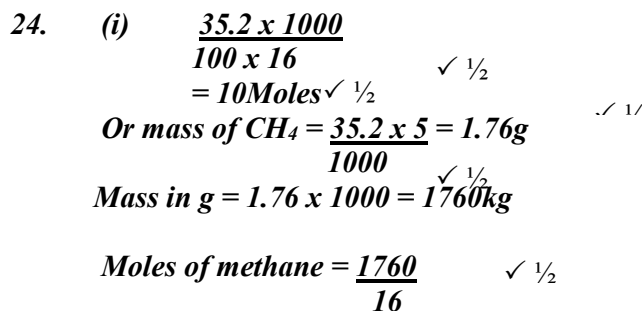 24. (i) 35.2 x 1000
100 x 16 ✓ ½
= 10Moles ✓ ½
Or mass of CH₄ = 35.2 x 5 = 1.76g
1000 ✓ ½
Mass in g = 1.76 x 1000 = 1760kg
Moles of methane = 1760 ✓ ½
16